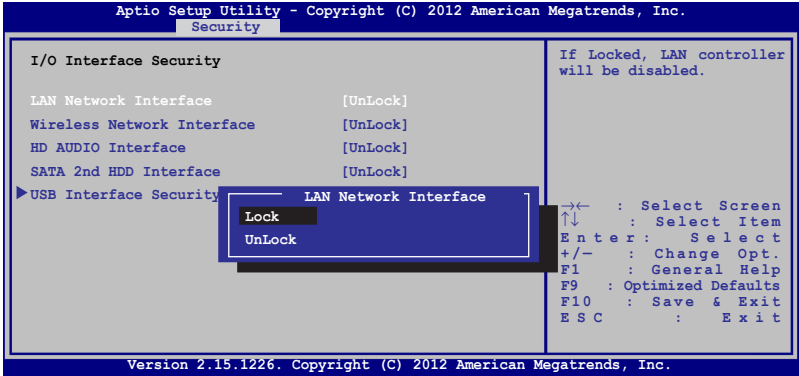 Aptio Setup Utility - Copyright (C) 2012 American Megatrends, Inc.
Security
I/O Interface Security
LAN Network Interface [UnLock]
Wireless Network Interface [UnLock]
HD AUDIO Interface [UnLock]
SATA 2nd HDD Interface [UnLock]
USB Interface Security
LAN Network Interface
Lock
UnLock
If Locked, LAN controller
will be disabled.
→← : Select Screen
↑↓ : Select Item
Enter: Select
+/— : Change Opt.
F1 : General Help
F9 : Optimized Defaults
F10 : Save & Exit
ESC : Exit
Version 2.15.1226. Copyright (C) 2012 American Megatrends, Inc.